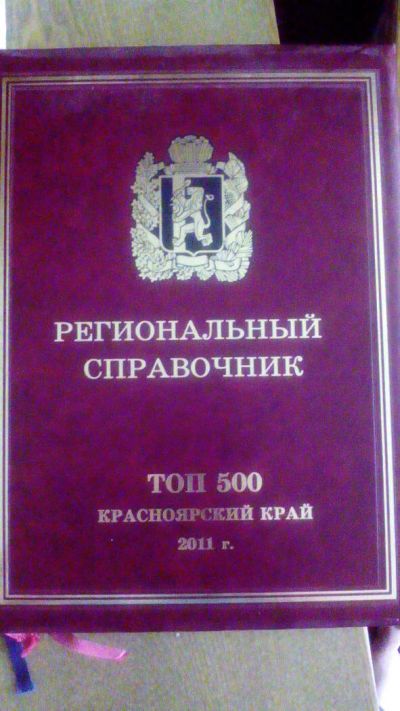 РЕГИОНАЛЬНЫЙ
СПРАВОЧНИК
ТОП 500
КРАСНОЯРСКИЙ КРАЙ
2011 г.